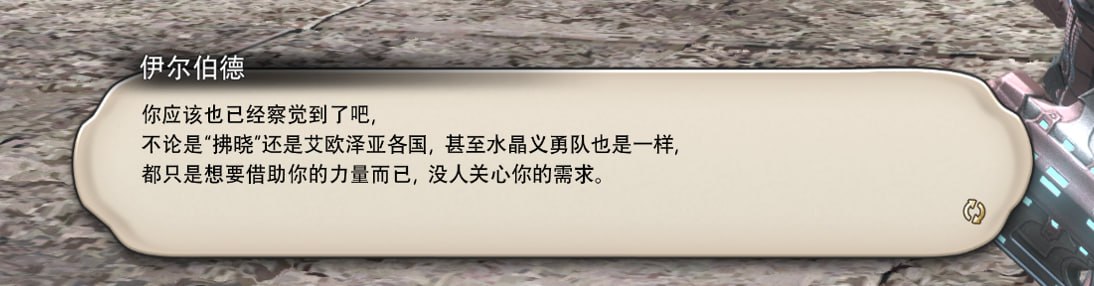 伊尔伯德
你应该也已经察觉到了吧,
不论是“拂晓”还是艾欧泽亚各国, 甚至水晶义勇队也是一样,
都只是想要借助你的力量而已, 没人关心你的需求。